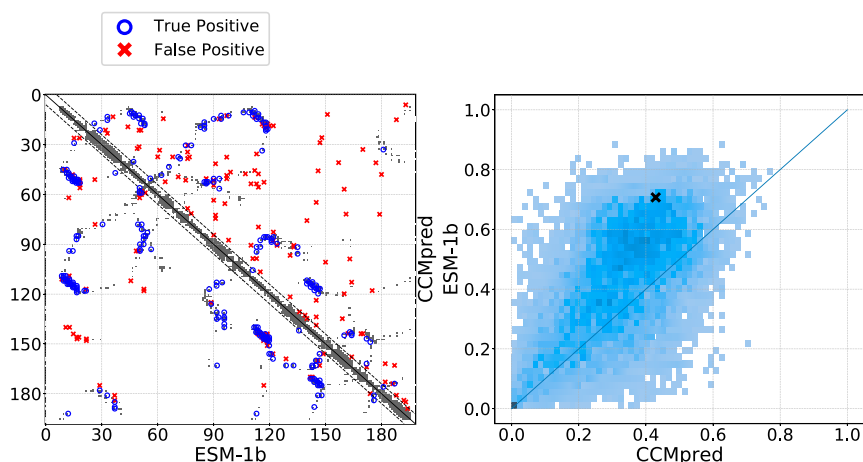 True Positive
False Positive
0
30
60
90
120
150
180
0 30 60 90 120 150 180
ESM-1b
CCMpred
ESM-1b
1.0
0.8
0.6
0.4
0.2
0.0
0.0 0.2 0.4 0.6 0.8 1.0
CCMpred